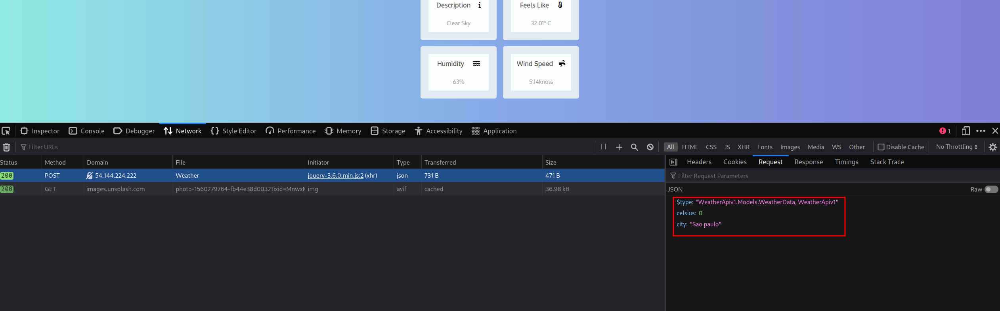 Description Feels Like
Clear Sky 32.01° C
Humidity Wind Speed
63% 5.14knots
Inspector Console Debugger Network Style Editor Performance Memory Storage Accessibility Application 1
Filter URLs All HTML CSS JS XHR Fonts Images Media WS Other Disable Cache No Throttling
Status Method Domain File Initiator Type Transferred Size
200 POST 54.144.224.222 Weather jquery-3.6.0.min.js:2 (xhr) json 731 B 471 B
200 GET images.unsplash.com photo-1560279764-fb44e38d0032?ixid=MnwxM img avif cached 36.98 kB
Headers Cookies Request Response Timings Stack Trace
Filter Request Parameters
JSON Raw
$type: "WeatherApiv1.Models.WeatherData, WeatherApiv1"
celsius: 0
city: "Sao paulo"